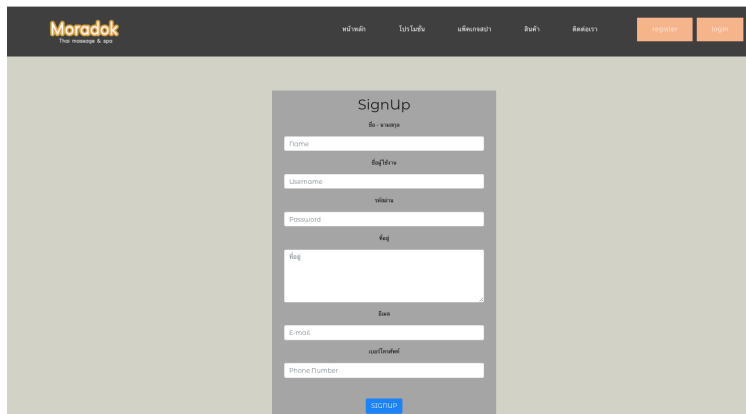 Moradok
Thai massage & spa
หน้าหลัก โปรโมชั่น แพ็คเกจสปา สินค้า ติดต่อเรา register login
SignUp
ชื่อ - นามสกุล
Name
ชื่อผู้ใช้งาน
Username
รหัสผ่าน
Password
ที่อยู่
ที่อยู่
อีเมล
E-mail
เบอร์โทรศัพท์
Phone Number
SIGNUP